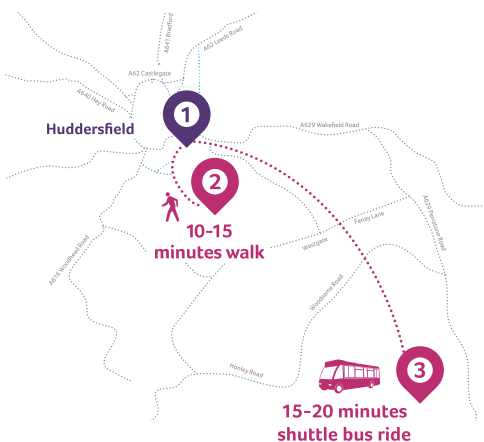 A641 Bradford
A62 Leeds Road
A62 Castlegate
A640 Hey Road
1
Huddersfield
A629 Wakefield Road
2
10-15
minutes walk
A629 Penistone Road
Fenay Lane
Westgate
A616 Woodhead Road
Woodsome Road
Honley Road
3
15-20 minutes
shuttle bus ride